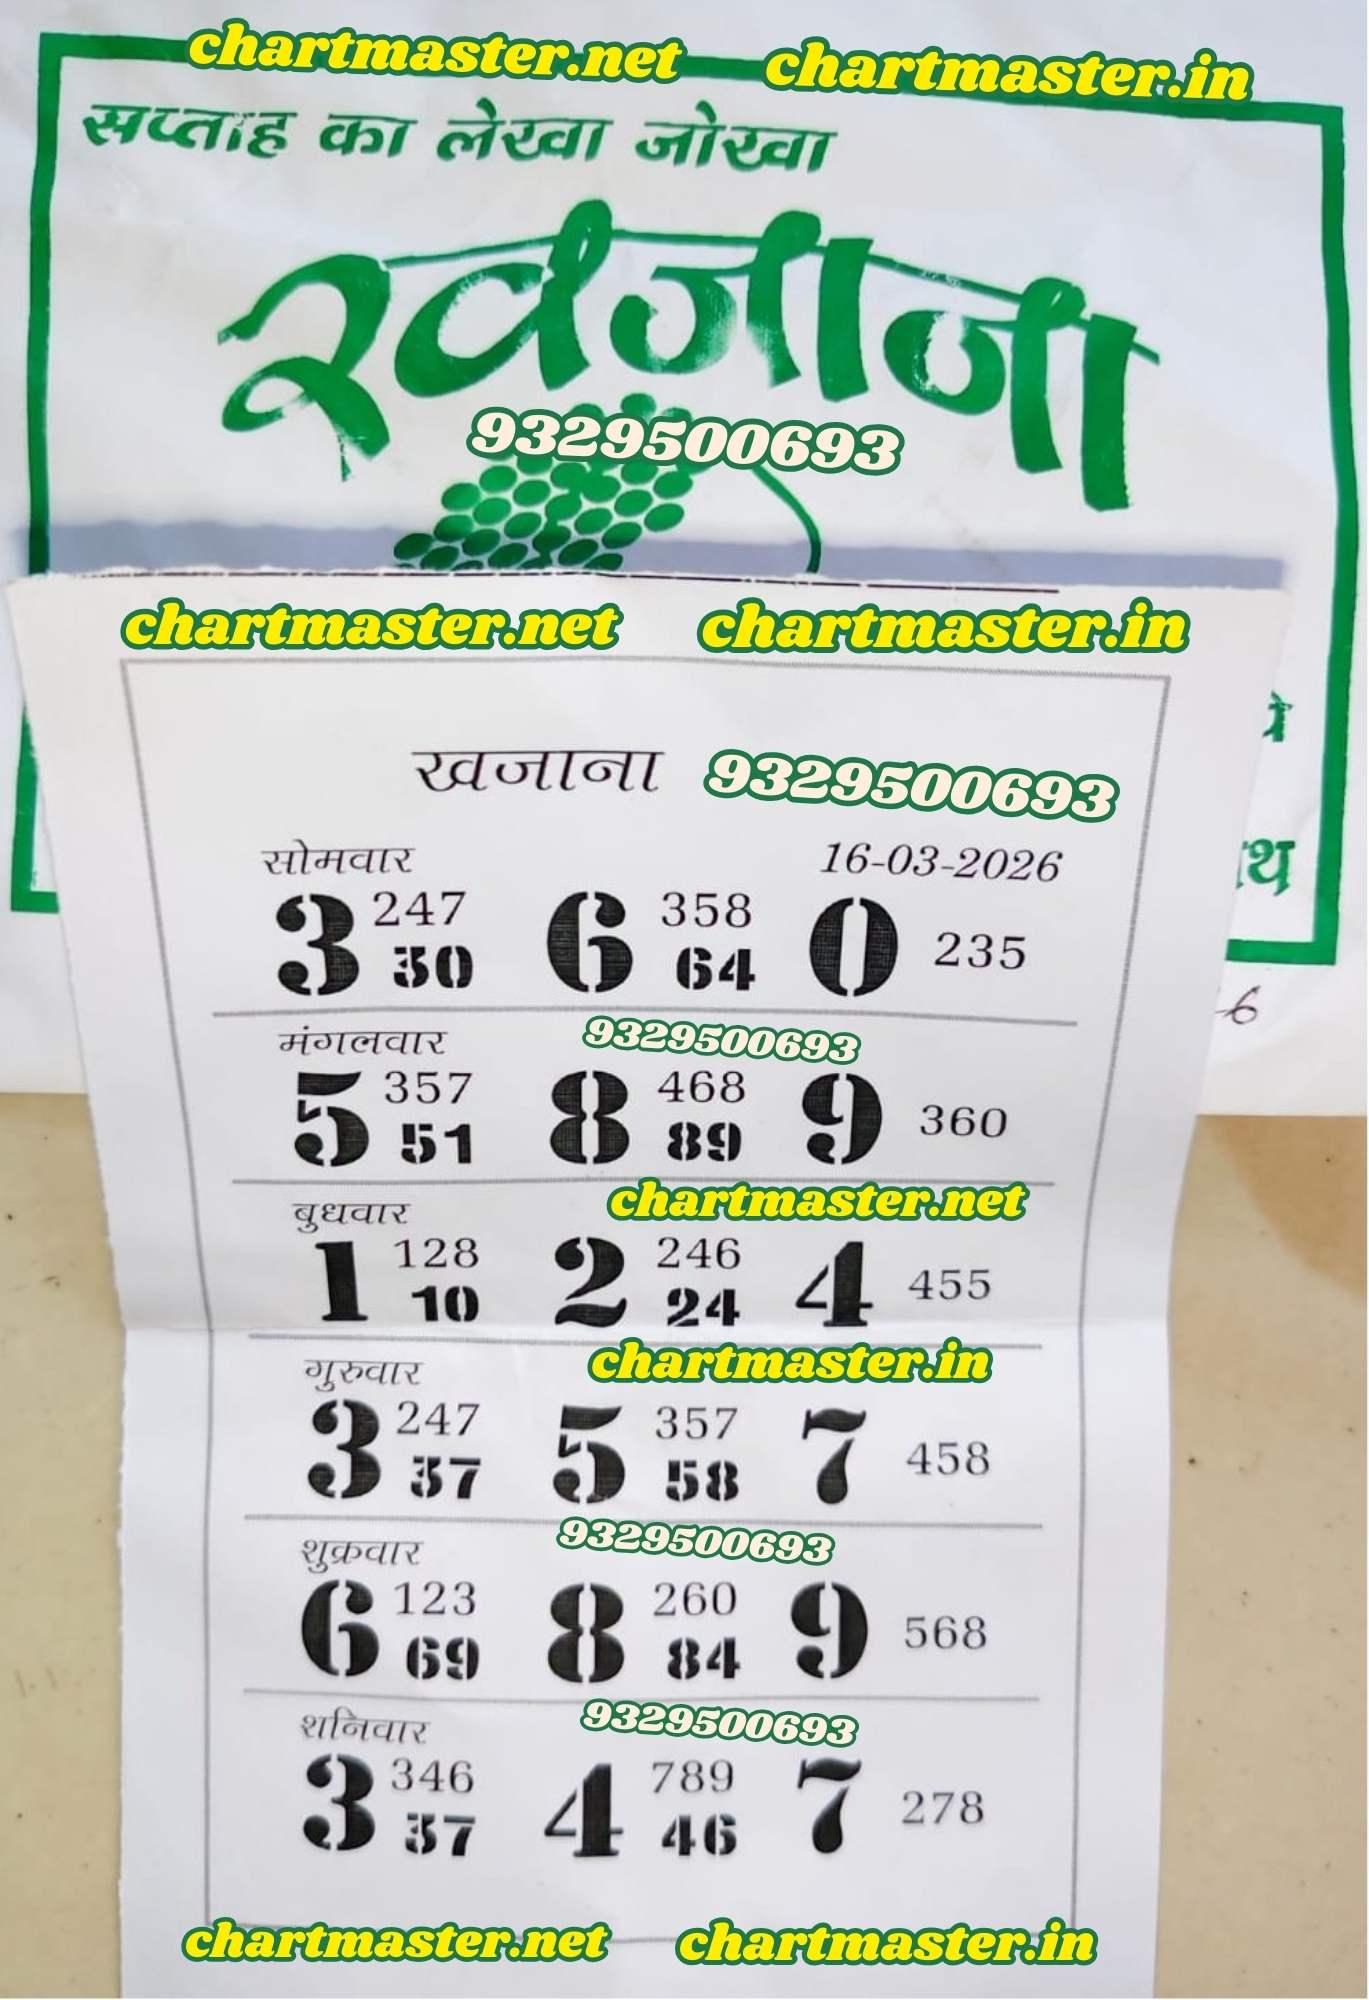 chartmaster.net chartmaster.in
सप्ताह का लेखा जोखा
खजाना
9329500693
chartmaster.net chartmaster.in
खजाना 9329500693
सोमवार 16-03-2026
3 247 6 358 0 235
30 64
मंगलवार 9329500693
5 357 8 468 9 360
51 89
बुधवार chartmaster.net
1 128 2 246 4 455
10 24
गुरुवार chartmaster.in
3 247 5 357 7 458
37 58
शुक्रवार 9329500693
6 123 8 260 9 568
69 84
शनिवार 9329500693
3 346 4 789 7 278
37 46
chartmaster.net chartmaster.in